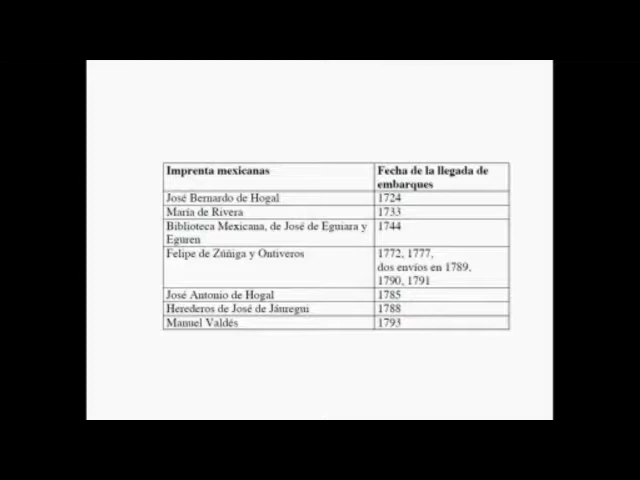 Imprenta mexicanas
Fecha de la llegada de
embarques
José Bernardo de Hogal
1724
María de Rivera
1733
Biblioteca Mexicana, de José de Eguiara y
Eguren
1744
Felipe de Zúñiga y Ontiveros
1772, 1777,
dos envíos en 1789,
1790, 1791
José Antonio de Hogal
1785
Herederos de José de Jáuregui
1788
Manuel Valdés
1793